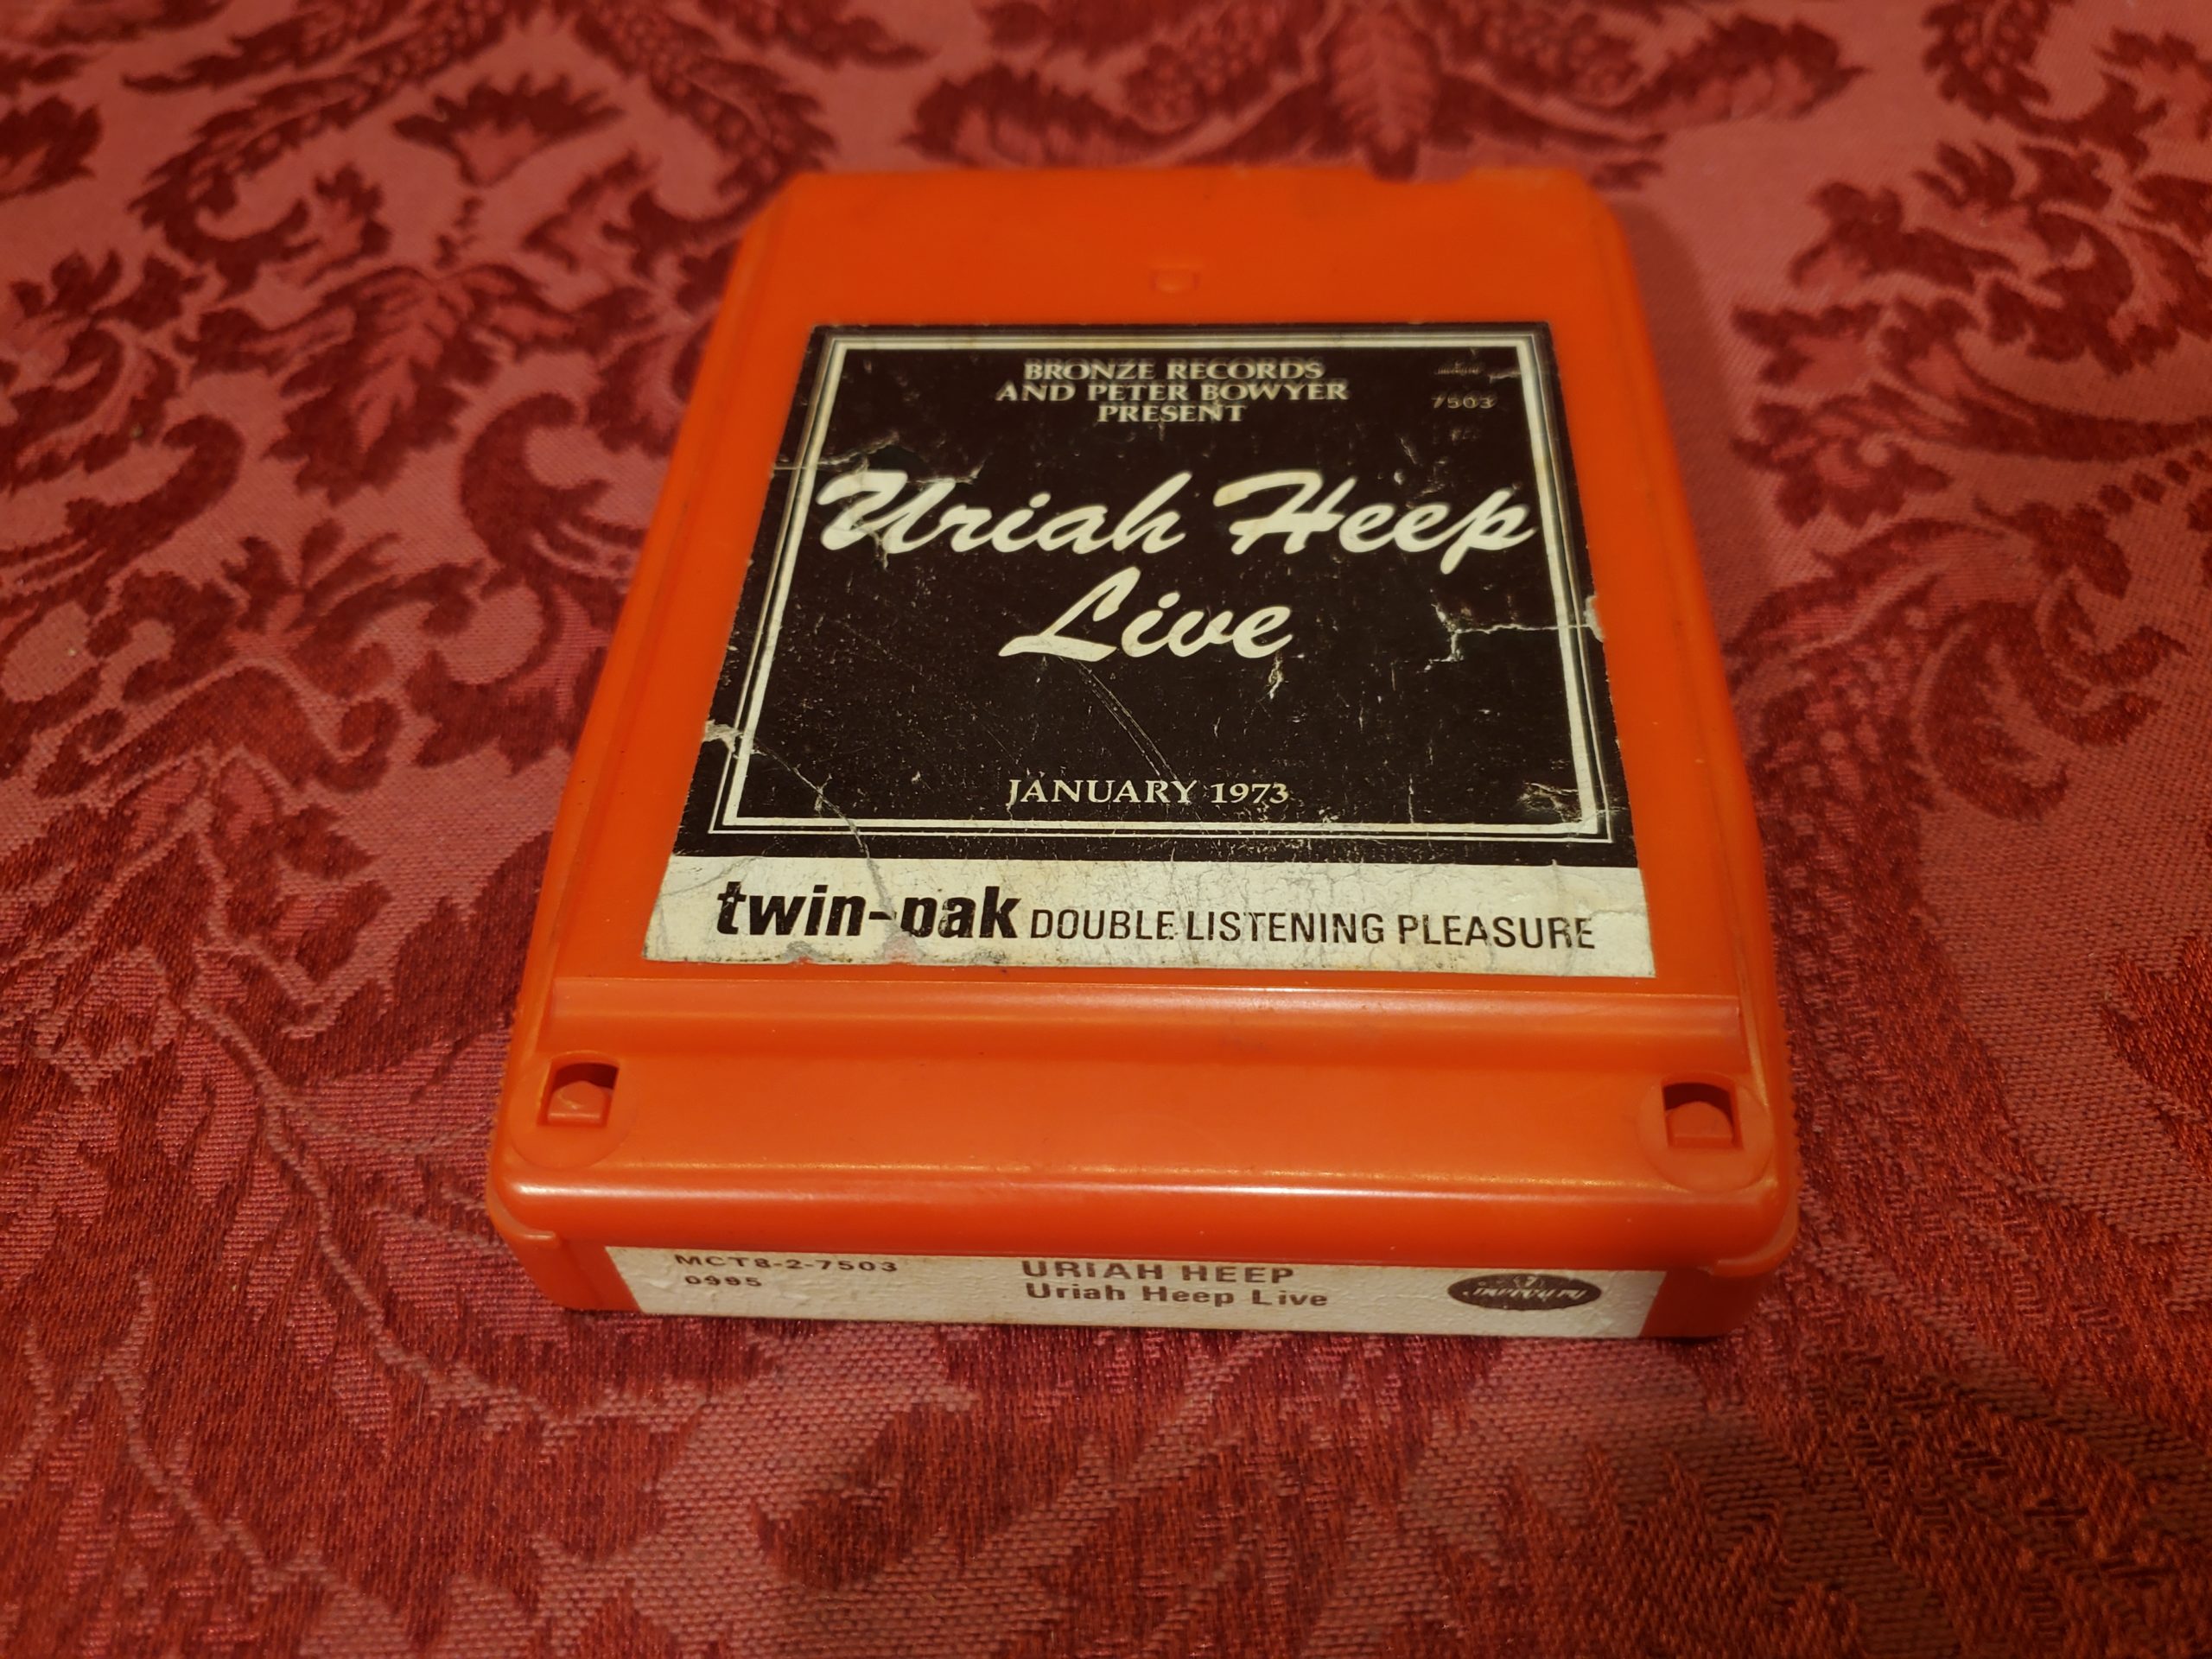 BRONZE RECORDS
AND PETER BOWYER
PRESENT
7503
Uriah Heep
Live
JANUARY 1973
twin-pak DOUBLE LISTENING PLEASURE
MCT8-2-7503
0995
URIAH HEEP
Uriah Heep Live
mercury